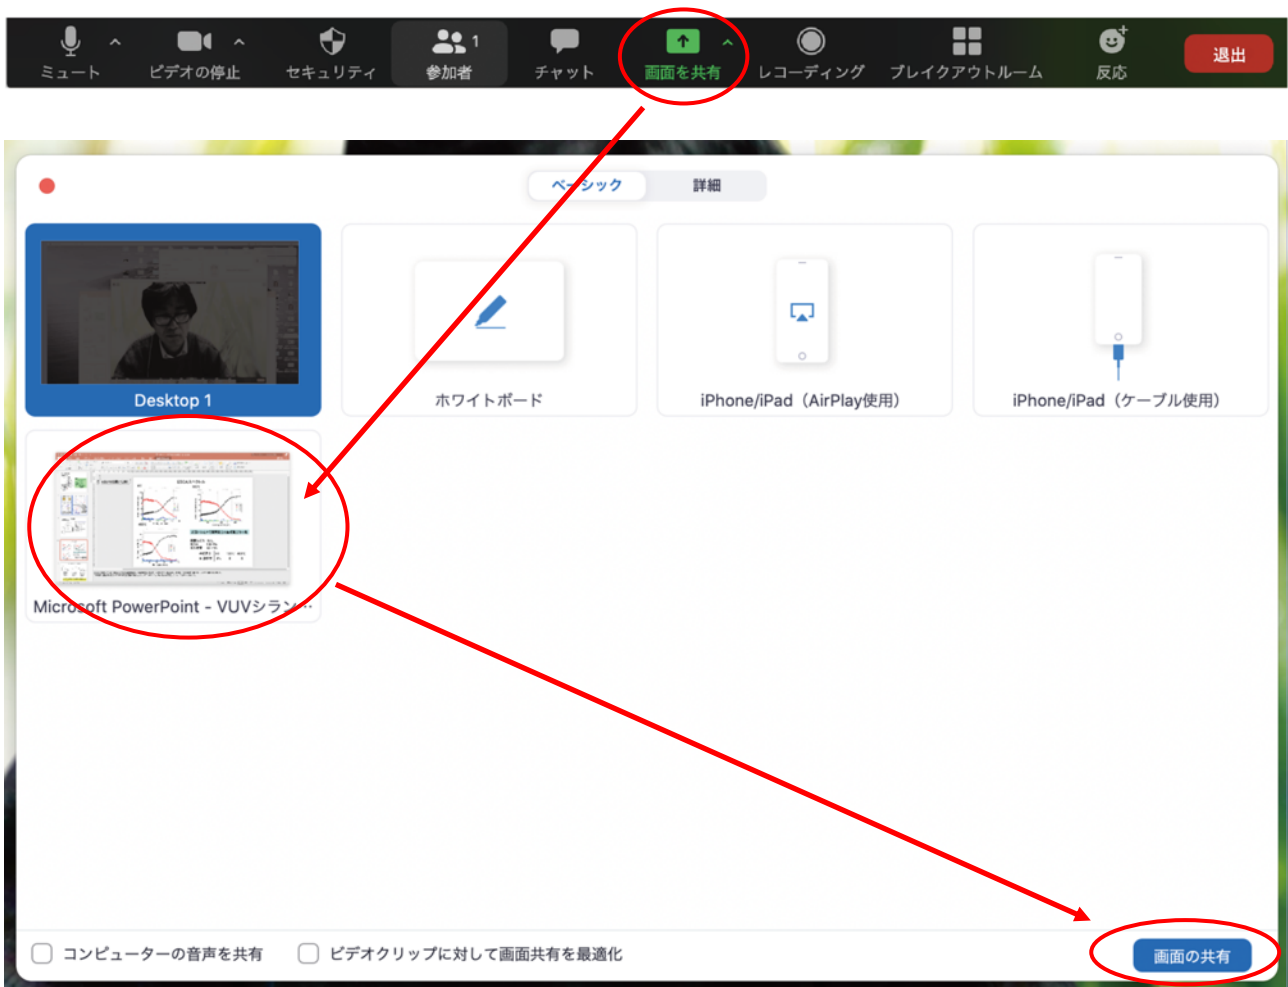 ミュート
ビデオの停止
セキュリティ
参加者
1
チャット
画面を共有
レコーディング
ブレイクアウトルーム
反応
退出
ベーシック
詳細
Desktop 1
ホワイトボード
iPhone/iPad（AirPlay使用）
iPhone/iPad（ケーブル使用）
Microsoft PowerPoint - VUVシラン…
コンピューターの音声を共有
ビデオクリップに対して画面共有を最適化
画面の共有